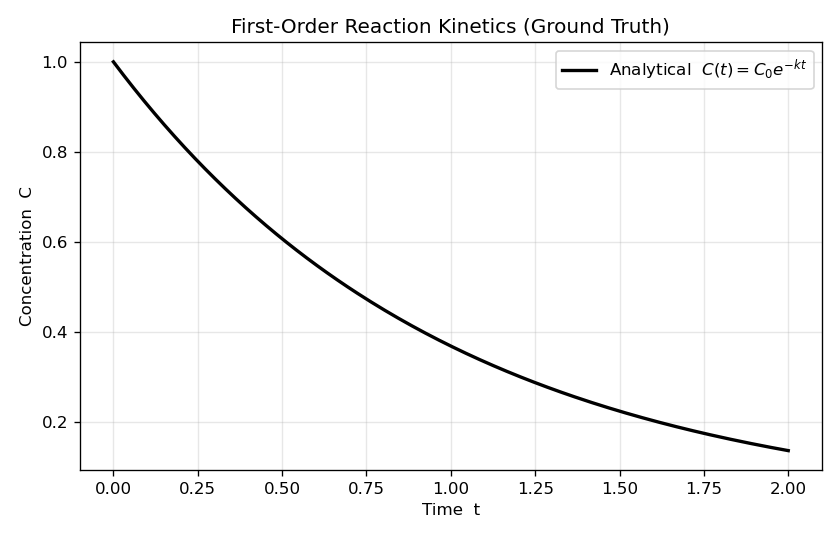 First-Order Reaction Kinetics (Ground Truth)
Analytical C(t) = C₀e⁻ᵏᵗ
Concentration C
1.0
0.8
0.6
0.4
0.2
0.00 0.25 0.50 0.75 1.00 1.25 1.50 1.75 2.00
Time t